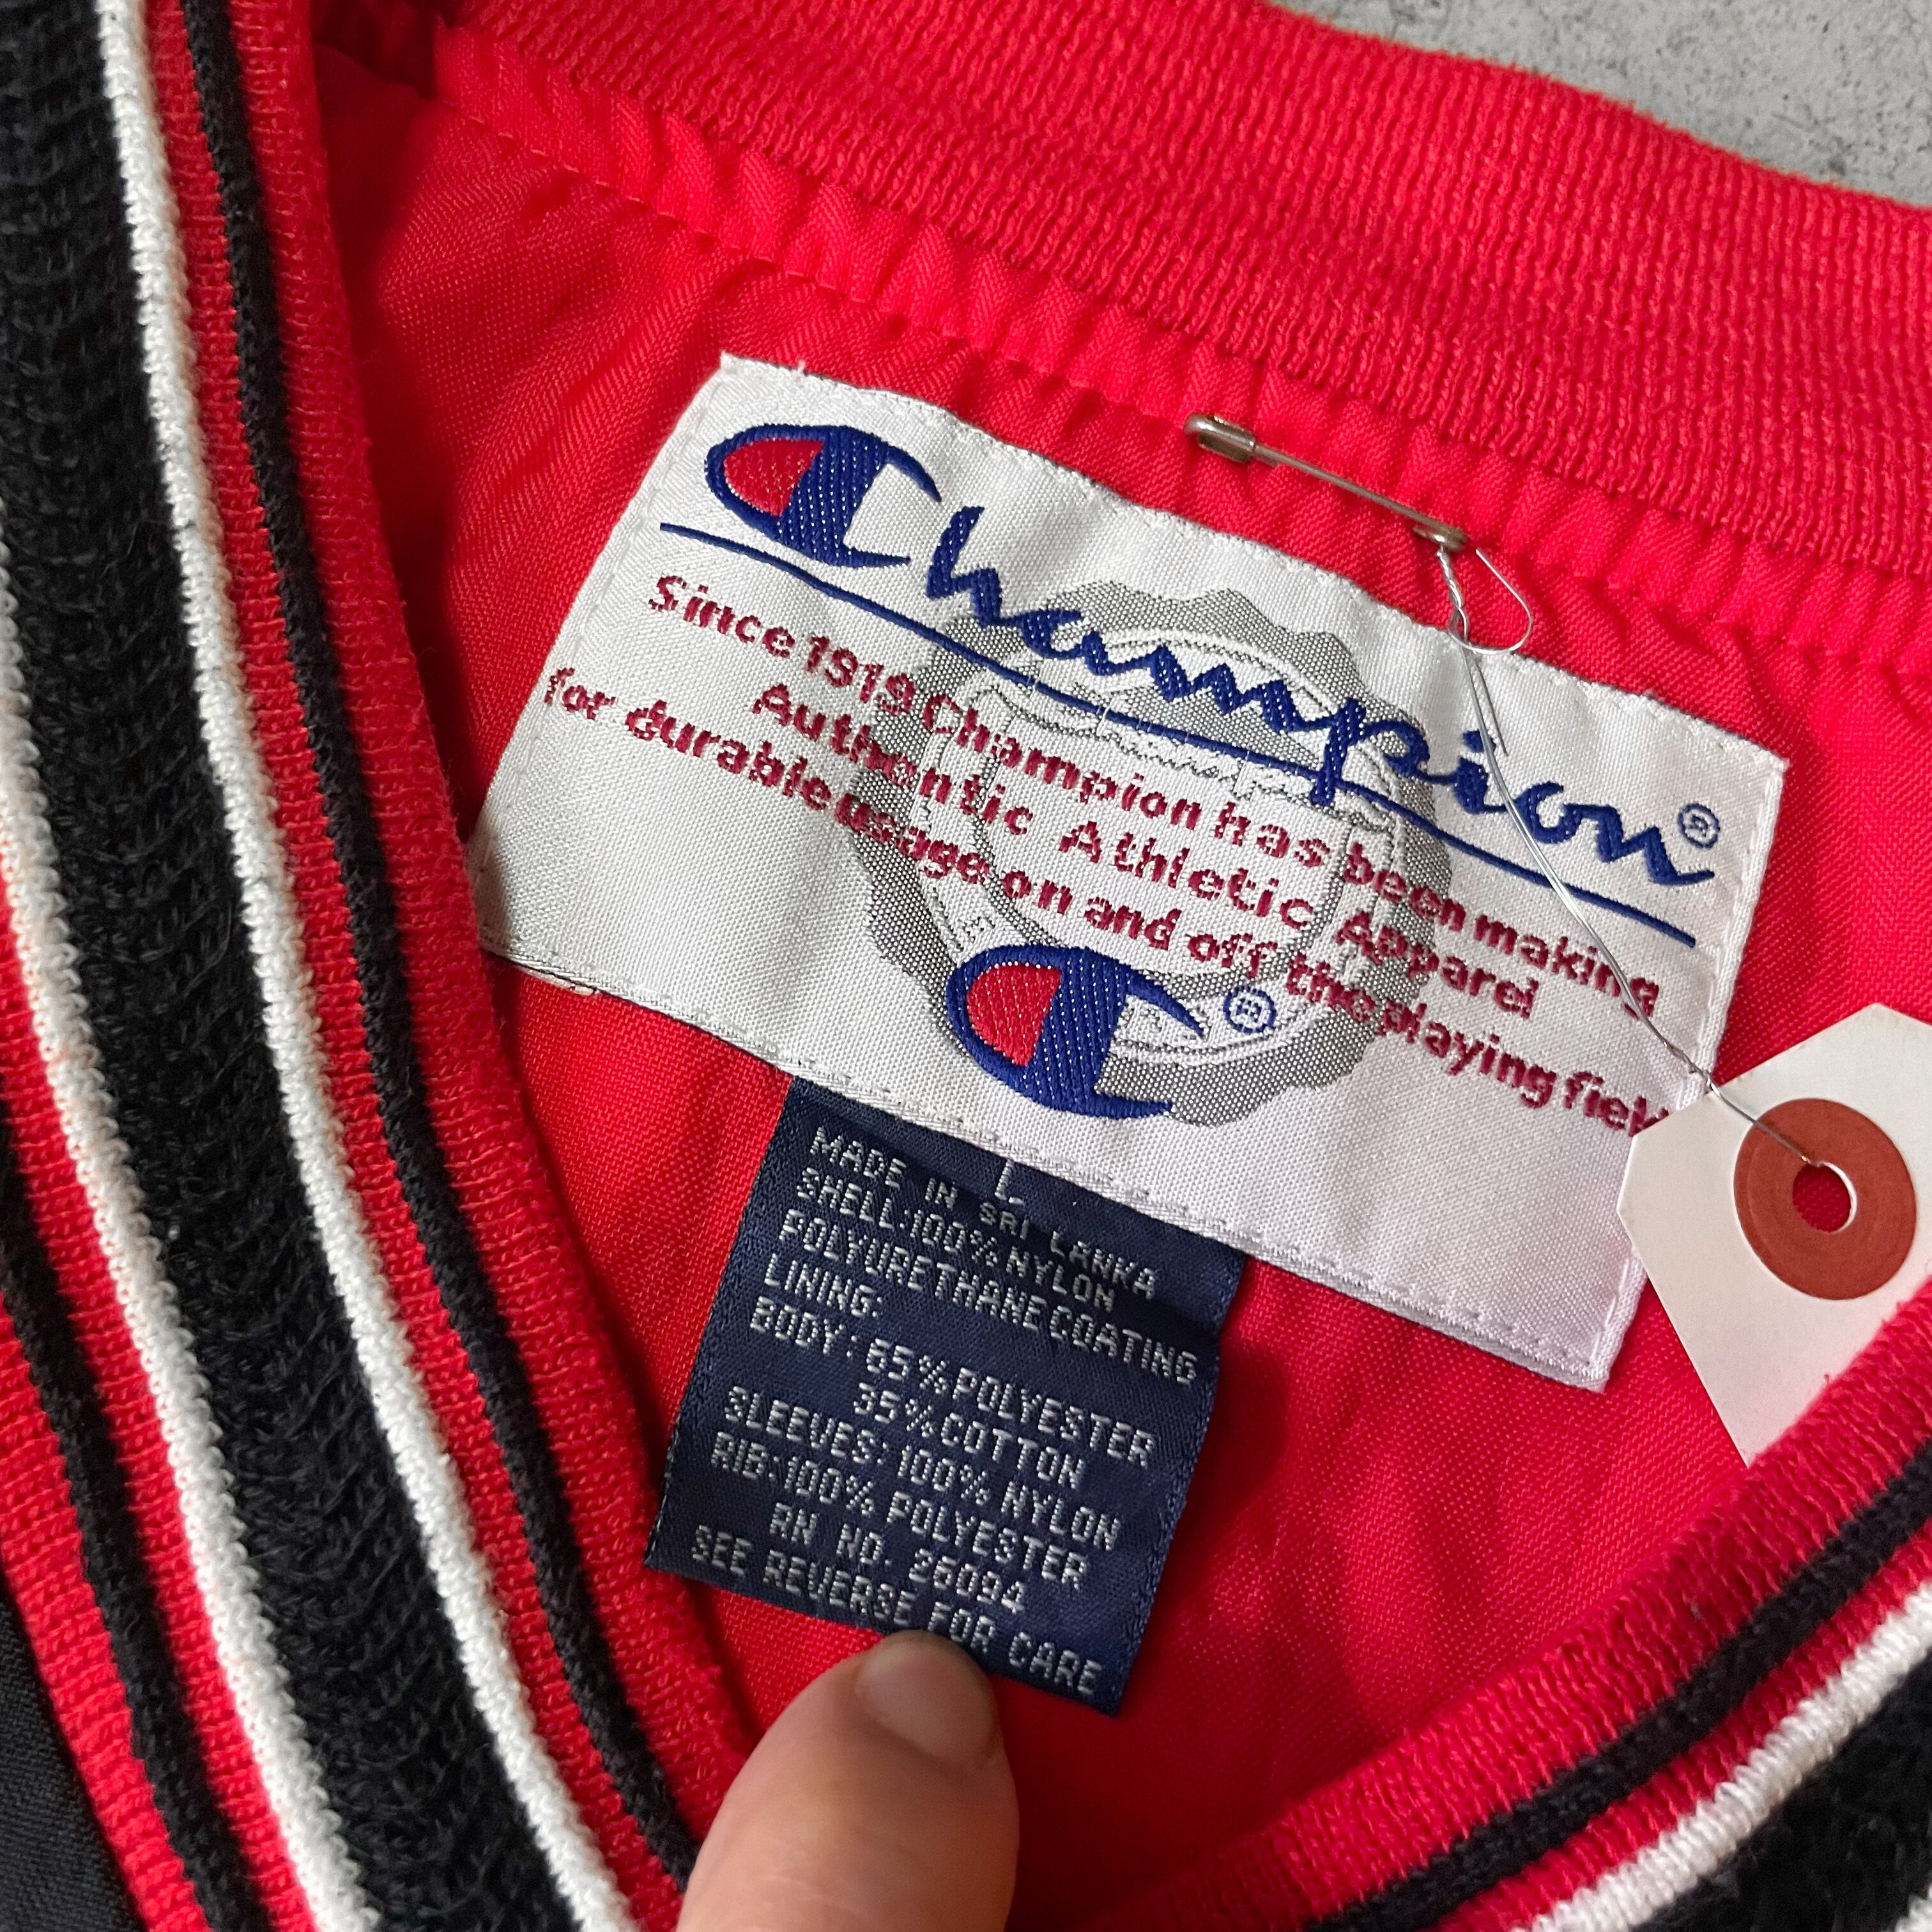 Champion®
Since 1919 Champion has been making
Authentic Athletic Apparel
for durable usage on and off the playing field
®
L
MADE IN SRI LANKA
SHELL:100% NYLON
POLYURETHANE COATING
LINING:
BODY: 65% POLYESTER
35% COTTON
SLEEVES: 100% NYLON
RIB: 100% POLYESTER
RN NO. 26094
SEE REVERSE FOR CARE